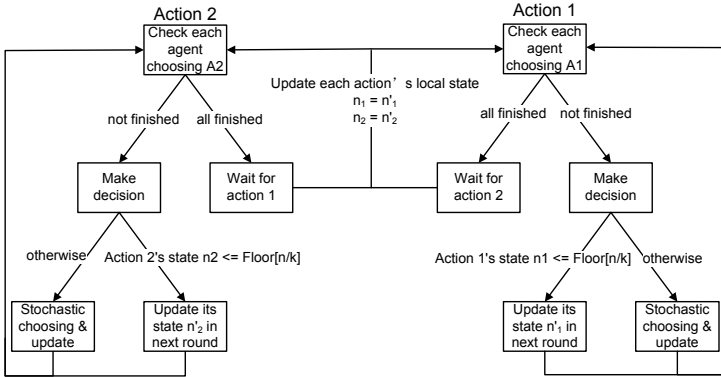 Action 2
Action 1
Check each
agent
choosing A2
Check each
agent
choosing A1
Update each action's local state
n₁ = n'₁
n₂ = n'₂
not finished
all finished
all finished
not finished
Make
decision
Wait for
action 1
Wait for
action 2
Make
decision
otherwise
Action 2's state n2 <= Floor[n/k]
Action 1's state n1 <= Floor[n/k]
otherwise
Stochastic
choosing &
update
Update its
state n'₂ in
next round
Update its
state n'₁ in
next round
Stochastic
choosing &
update